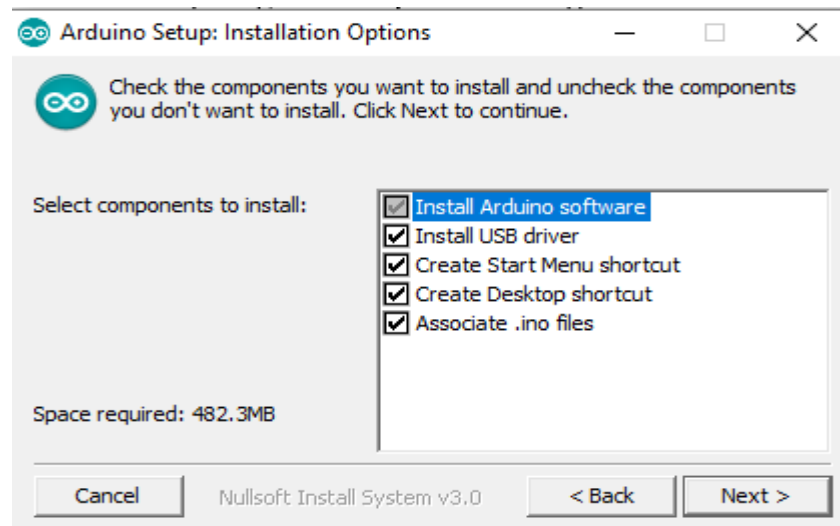 Arduino Setup: Installation Options
Check the components you want to install and uncheck the components
you don't want to install. Click Next to continue.
Select components to install:
Install Arduino software
Install USB driver
Create Start Menu shortcut
Create Desktop shortcut
Associate .ino files
Space required: 482.3MB
Cancel
Nullsoft Install System v3.0
< Back
Next >